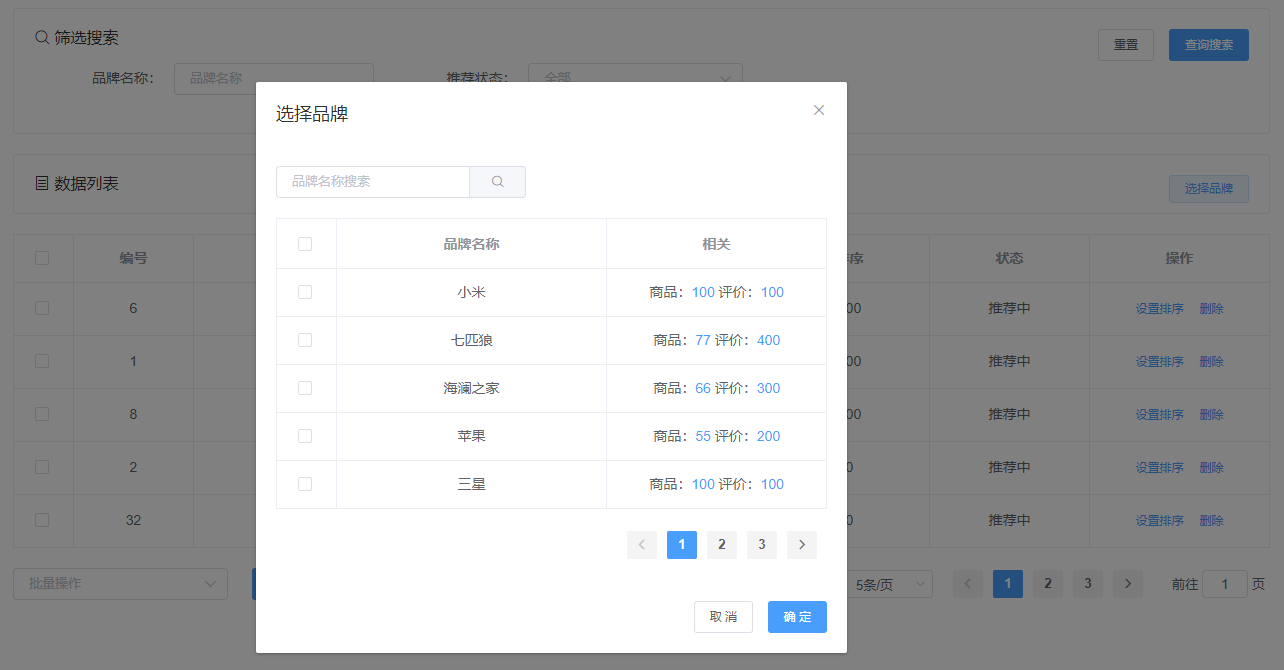 筛选搜索
重置
查询搜索
品牌名称：
品牌名称
推荐状态：
全部
数据列表
选择品牌
编号
序
状态
操作
6
00
推荐中
设置排序
删除
1
00
推荐中
设置排序
删除
8
00
推荐中
设置排序
删除
2
0
推荐中
设置排序
删除
32
0
推荐中
设置排序
删除
批量操作
5条/页
1
2
3
前往
1
页
选择品牌
品牌名称搜索
品牌名称
相关
小米
商品：100 评价：100
七匹狼
商品：77 评价：400
海澜之家
商品：66 评价：300
苹果
商品：55 评价：200
三星
商品：100 评价：100
1
2
3
取 消
确 定